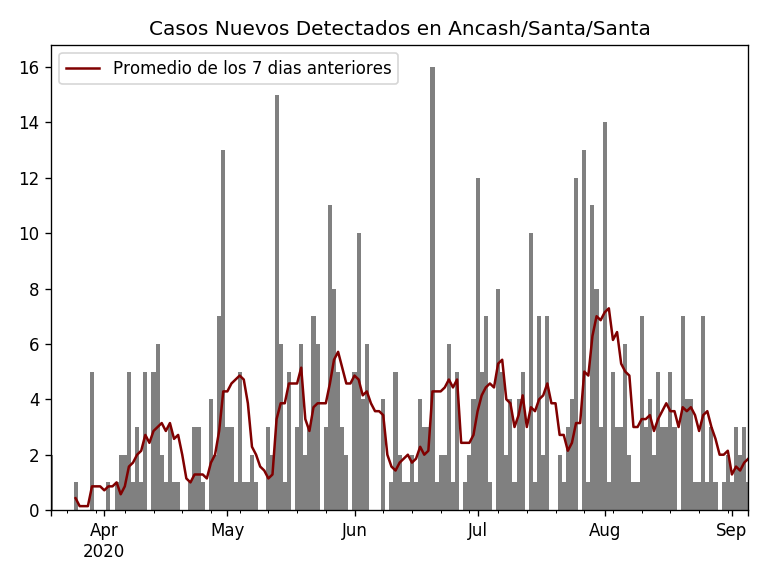 Casos Nuevos Detectados en Ancash/Santa/Santa
Promedio de los 7 dias anteriores
16
14
12
10
8
6
4
2
0
Apr
2020
May
Jun
Jul
Aug
Sep